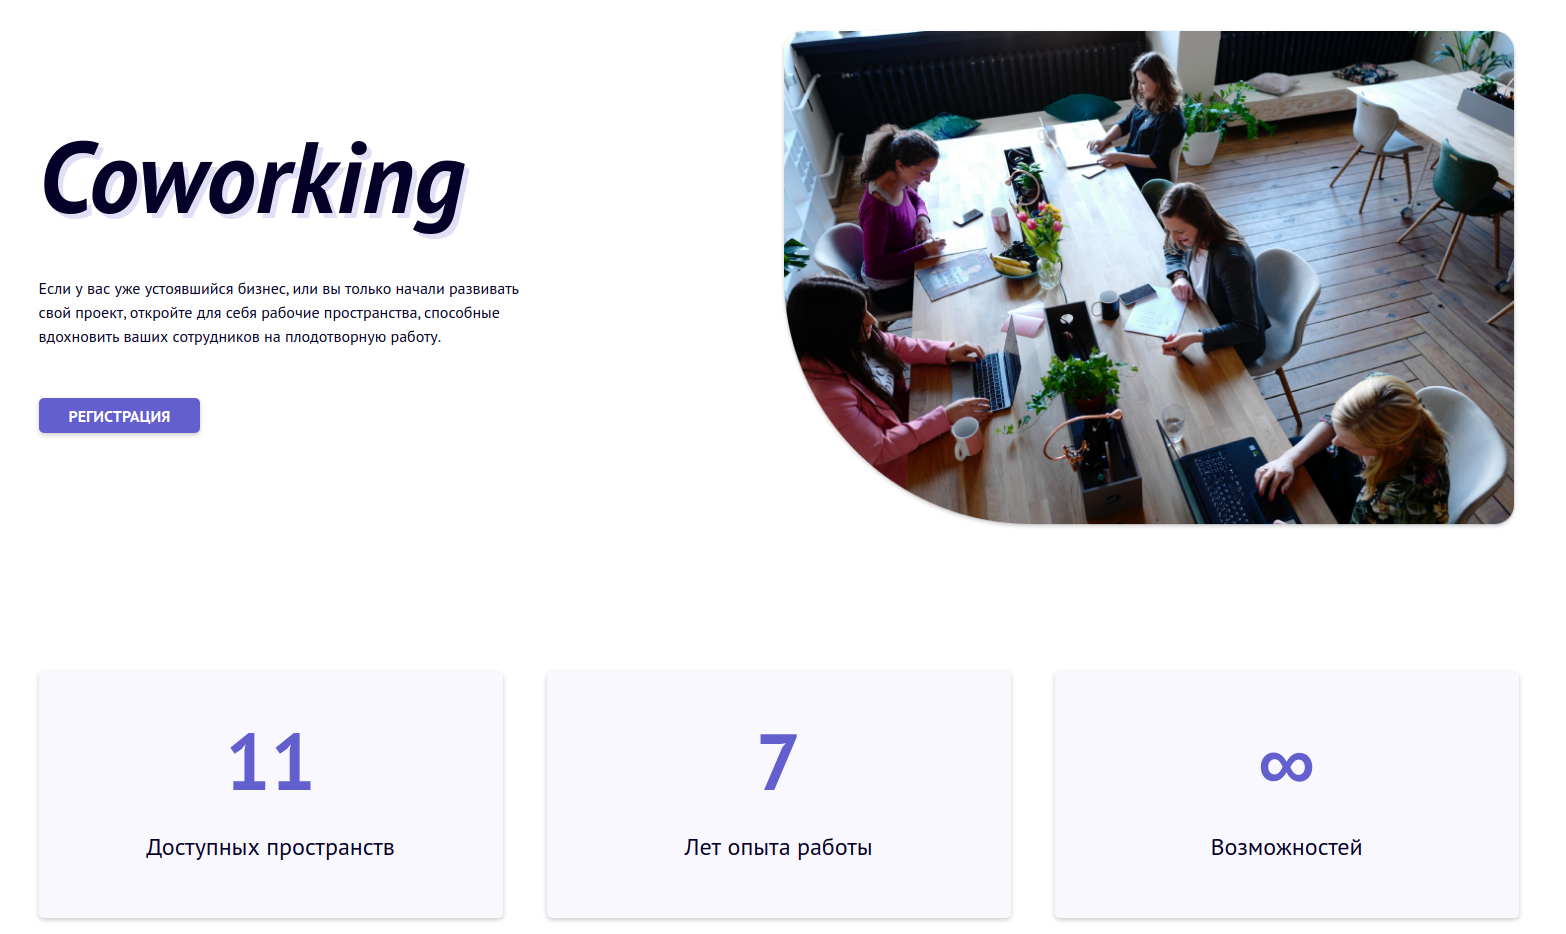 Coworking
Если у вас уже устоявшийся бизнес, или вы только начали развивать
свой проект, откройте для себя рабочие пространства, способные
вдохновить ваших сотрудников на плодотворную работу.
РЕГИСТРАЦИЯ
11
Доступных пространств
7
Лет опыта работы
∞
Возможностей